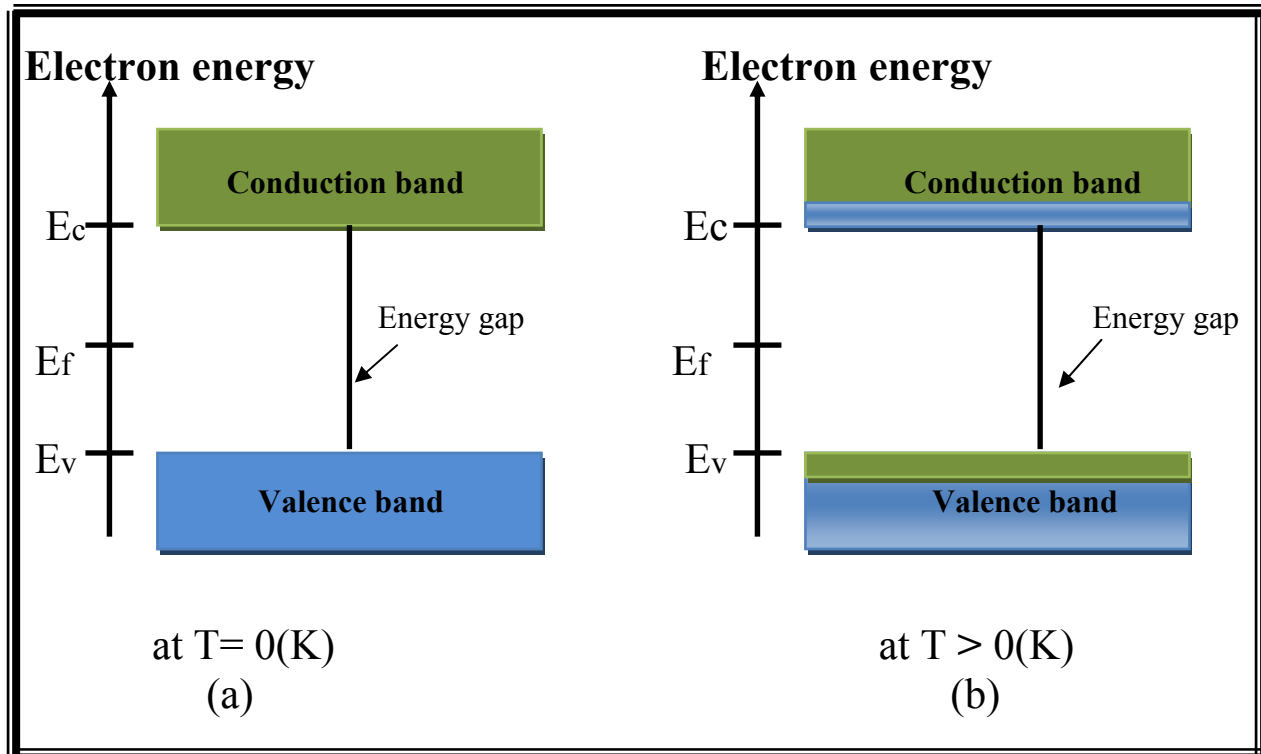 Electron energy
Conduction band
Ec
Energy gap
Ef
Ev
Valence band
at T= 0(K)
(a)
Electron energy
Conduction band
Ec
Energy gap
Ef
Ev
Valence band
at T > 0(K)
(b)